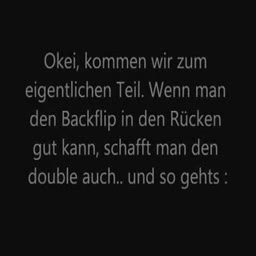 Okei, kommen wir zum
eigentlichen Teil. Wenn man
den Backflip in den Rücken
gut kann, schafft man den
double auch.. und so gehts :